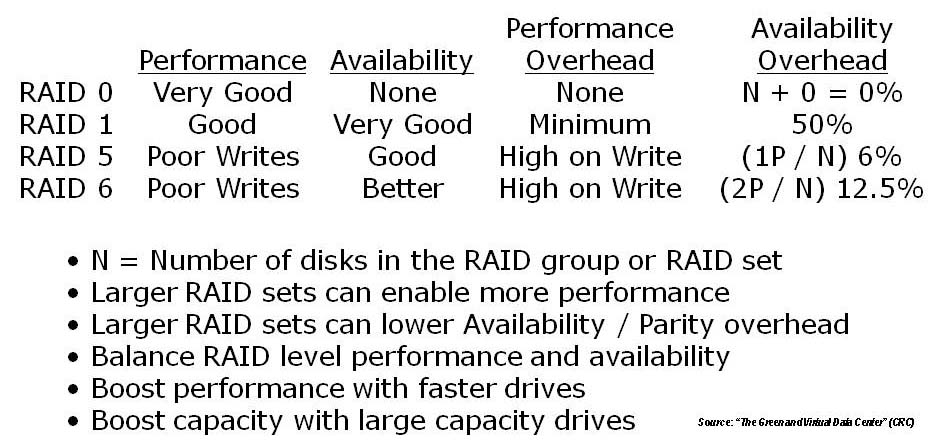 Performance Availability
Performance Availability Overhead Overhead
RAID 0 Very Good None None N + 0 = 0%
RAID 1 Good Very Good Minimum 50%
RAID 5 Poor Writes Good High on Write (1P / N) 6%
RAID 6 Poor Writes Better High on Write (2P / N) 12.5%
• N = Number of disks in the RAID group or RAID set
• Larger RAID sets can enable more performance
• Larger RAID sets can lower Availability / Parity overhead
• Balance RAID level performance and availability
• Boost performance with faster drives
• Boost capacity with large capacity drives
Source: "The Green and Virtual Data Center" (CRC)